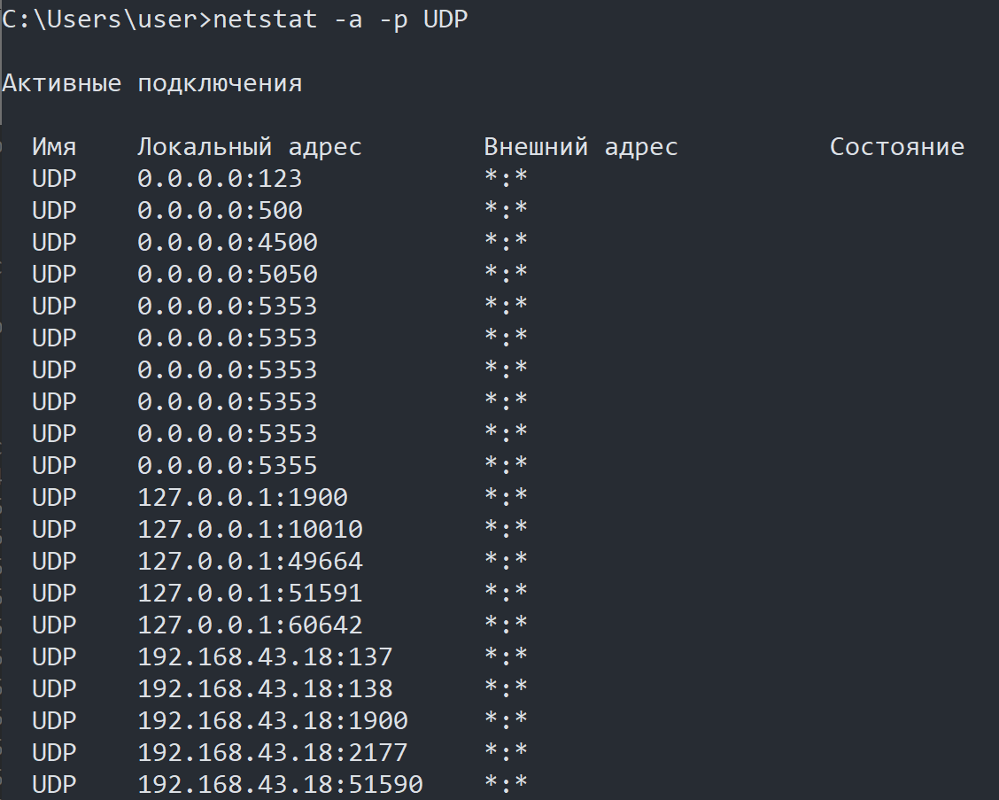 C:\Users\user>netstat -a -p UDP
Активные подключения
Имя Локальный адрес Внешний адрес Состояние
UDP 0.0.0.0:123 *:*
UDP 0.0.0.0:500 *:*
UDP 0.0.0.0:4500 *:*
UDP 0.0.0.0:5050 *:*
UDP 0.0.0.0:5353 *:*
UDP 0.0.0.0:5353 *:*
UDP 0.0.0.0:5353 *:*
UDP 0.0.0.0:5353 *:*
UDP 0.0.0.0:5353 *:*
UDP 0.0.0.0:5355 *:*
UDP 127.0.0.1:1900 *:*
UDP 127.0.0.1:10010 *:*
UDP 127.0.0.1:49664 *:*
UDP 127.0.0.1:51591 *:*
UDP 127.0.0.1:60642 *:*
UDP 192.168.43.18:137 *:*
UDP 192.168.43.18:138 *:*
UDP 192.168.43.18:1900 *:*
UDP 192.168.43.18:2177 *:*
UDP 192.168.43.18:51590 *:*